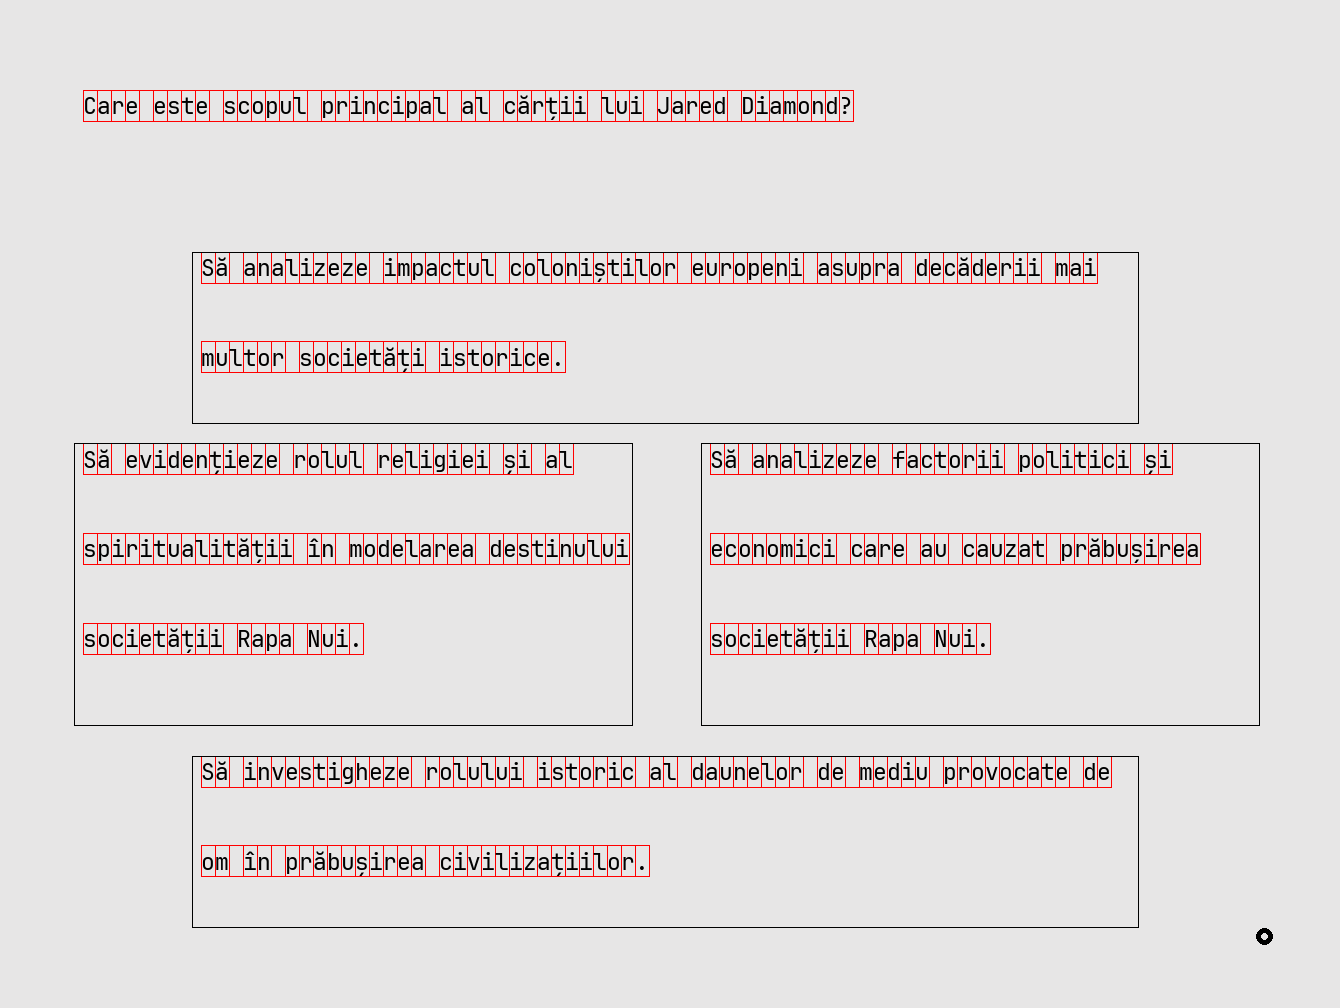 Care este scopul principal al cărții lui Jared Diamond?
Să analizeze impactul coloniștilor europeni asupra decăderii mai
multor societăți istorice.
Să evidențieze rolul religiei și al
spiritualității în modelarea destinului
societății Rapa Nui.
Să analizeze factorii politici și
economici care au cauzat prăbușirea
societății Rapa Nui.
Să investigheze rolului istoric al daunelor de mediu provocate de
om în prăbușirea civilizațiilor.